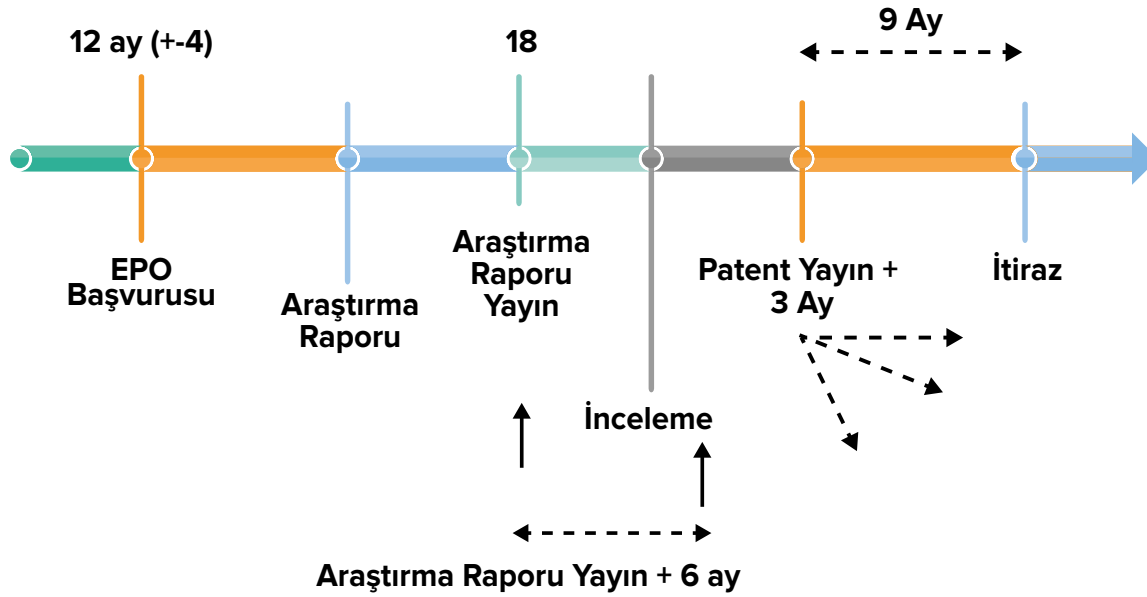 12 ay (+-4)
18
9 Ay
EPO
Başvurusu
Araştırma
Raporu
Araştırma
Raporu
Yayın
İnceleme
Patent Yayın +
3 Ay
İtiraz
Araştırma Raporu Yayın + 6 ay